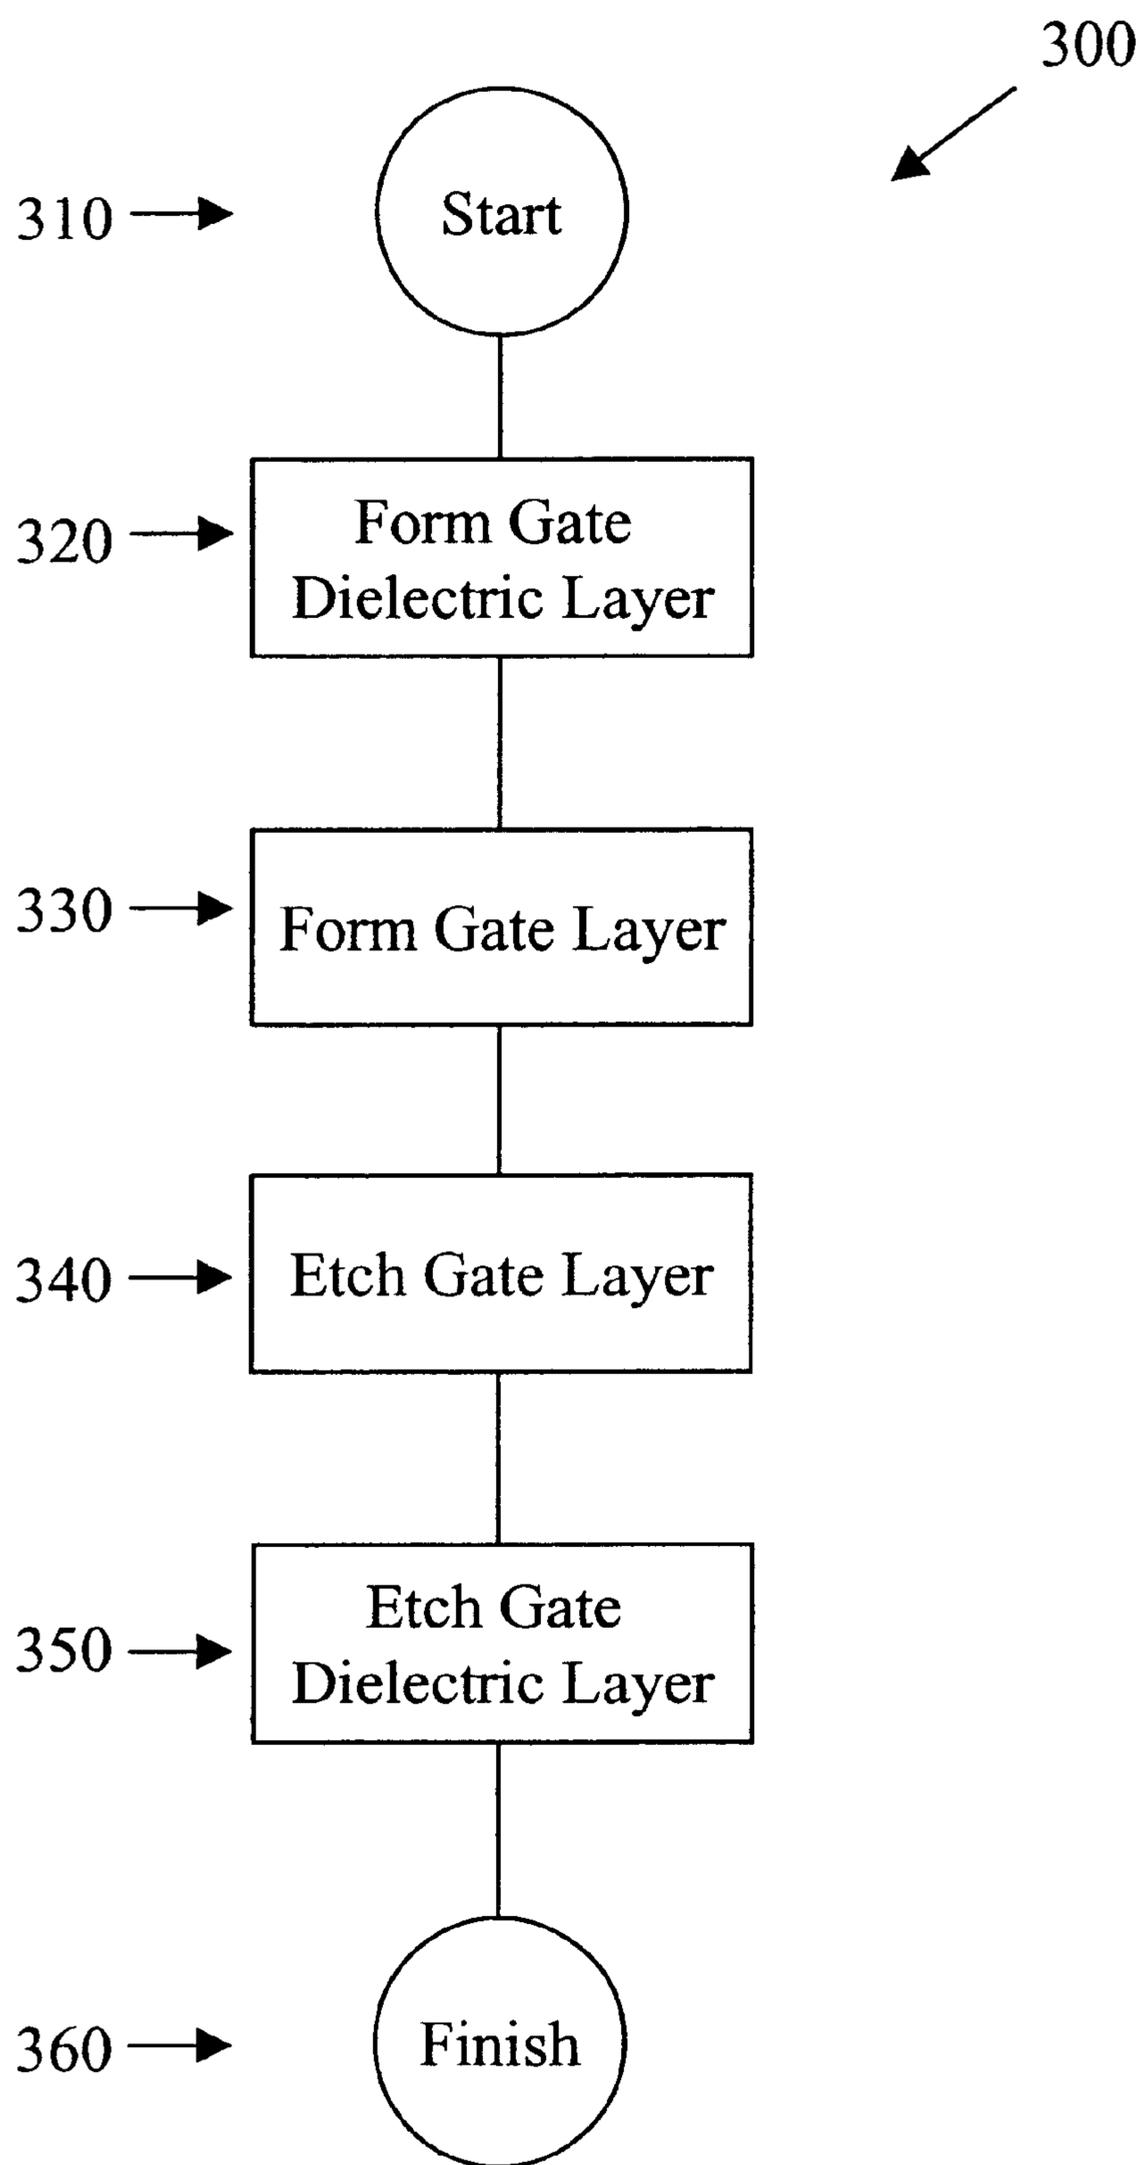 300
310
Start
320
Form Gate
Dielectric Layer
330
Form Gate Layer
340
Etch Gate Layer
350
Etch Gate
Dielectric Layer
360
Finish